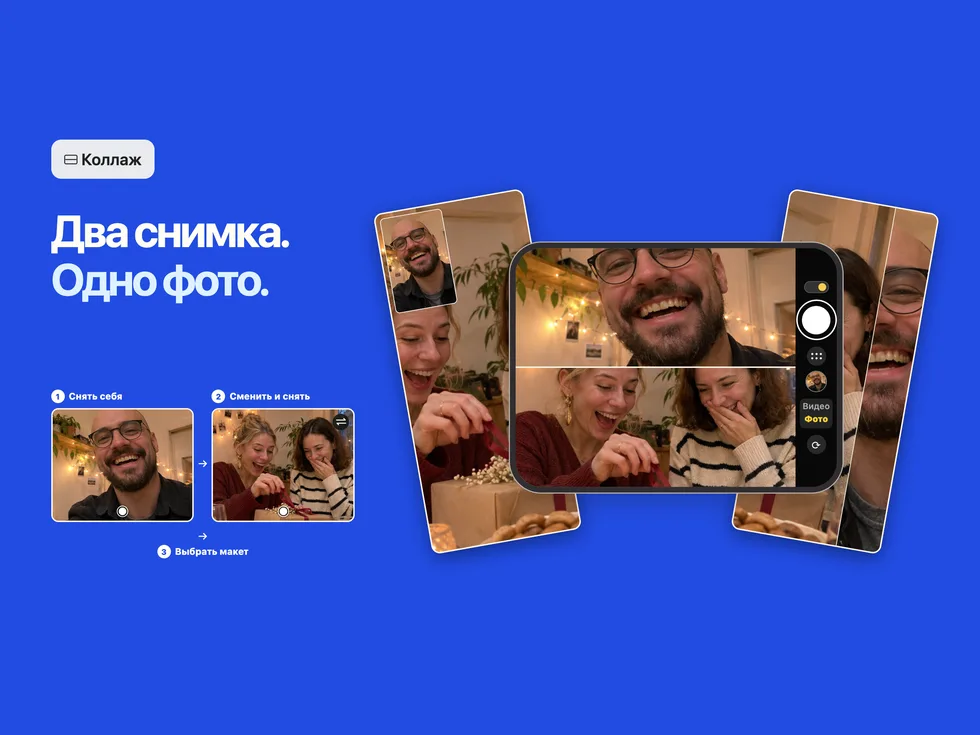 Коллаж
Два снимка.
Одно фото.
1 Снять себя
2 Сменить и снять
3 Выбрать макет
Видео
Фото